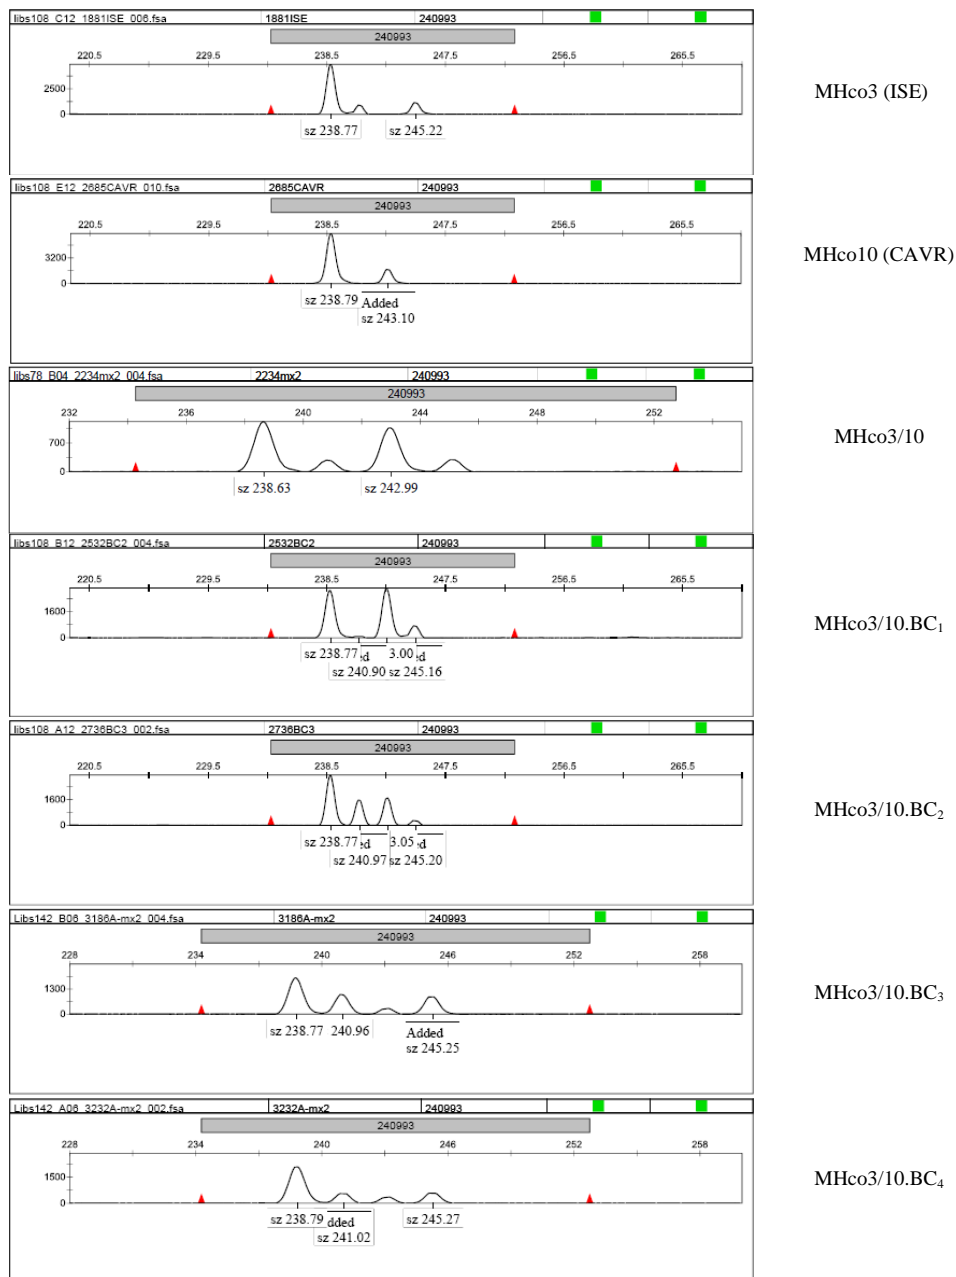 libs108_C12_1881ISE_006.fsa 1881ISE 240993
240993
220.5 229.5 238.5 247.5 256.5 265.5
2500
0
sz 238.77 sz 245.22
MHco3 (ISE)
libs108_E12_2685CAVR_010.fsa 2685CAVR 240993
240993
220.5 229.5 238.5 247.5 256.5 265.5
3200
0
sz 238.79 Added
sz 243.10
MHco10 (CAVR)
libs78_B04_2234mx2_004.fsa 2234mx2 240993
240993
232 236 240 244 248 252
700
0
sz 238.63 sz 242.99
MHco3/10
libs108_B12_2532BC2_004.fsa 2532BC2 240993
240993
220.5 229.5 238.5 247.5 256.5 265.5
1600
0
sz 238.77 ed 3.00 ed
sz 240.90 sz 245.16
MHco3/10.BC₁
libs108_A12_2736BC3_002.fsa 2736BC3 240993
240993
220.5 229.5 238.5 247.5 256.5 265.5
1600
0
sz 238.77 ed 3.05 ed
sz 240.97 sz 245.20
MHco3/10.BC₂
Libs142_B06_3186A-mx2_004.fsa 3186A-mx2 240993
240993
228 234 240 246 252 258
1300
0
sz 238.77 240.96 Added
sz 245.25
MHco3/10.BC₃
Libs142_A06_3232A-mx2_002.fsa 3232A-mx2 240993
240993
228 234 240 246 252 258
1500
0
sz 238.79 dded sz 245.27
sz 241.02
MHco3/10.BC₄